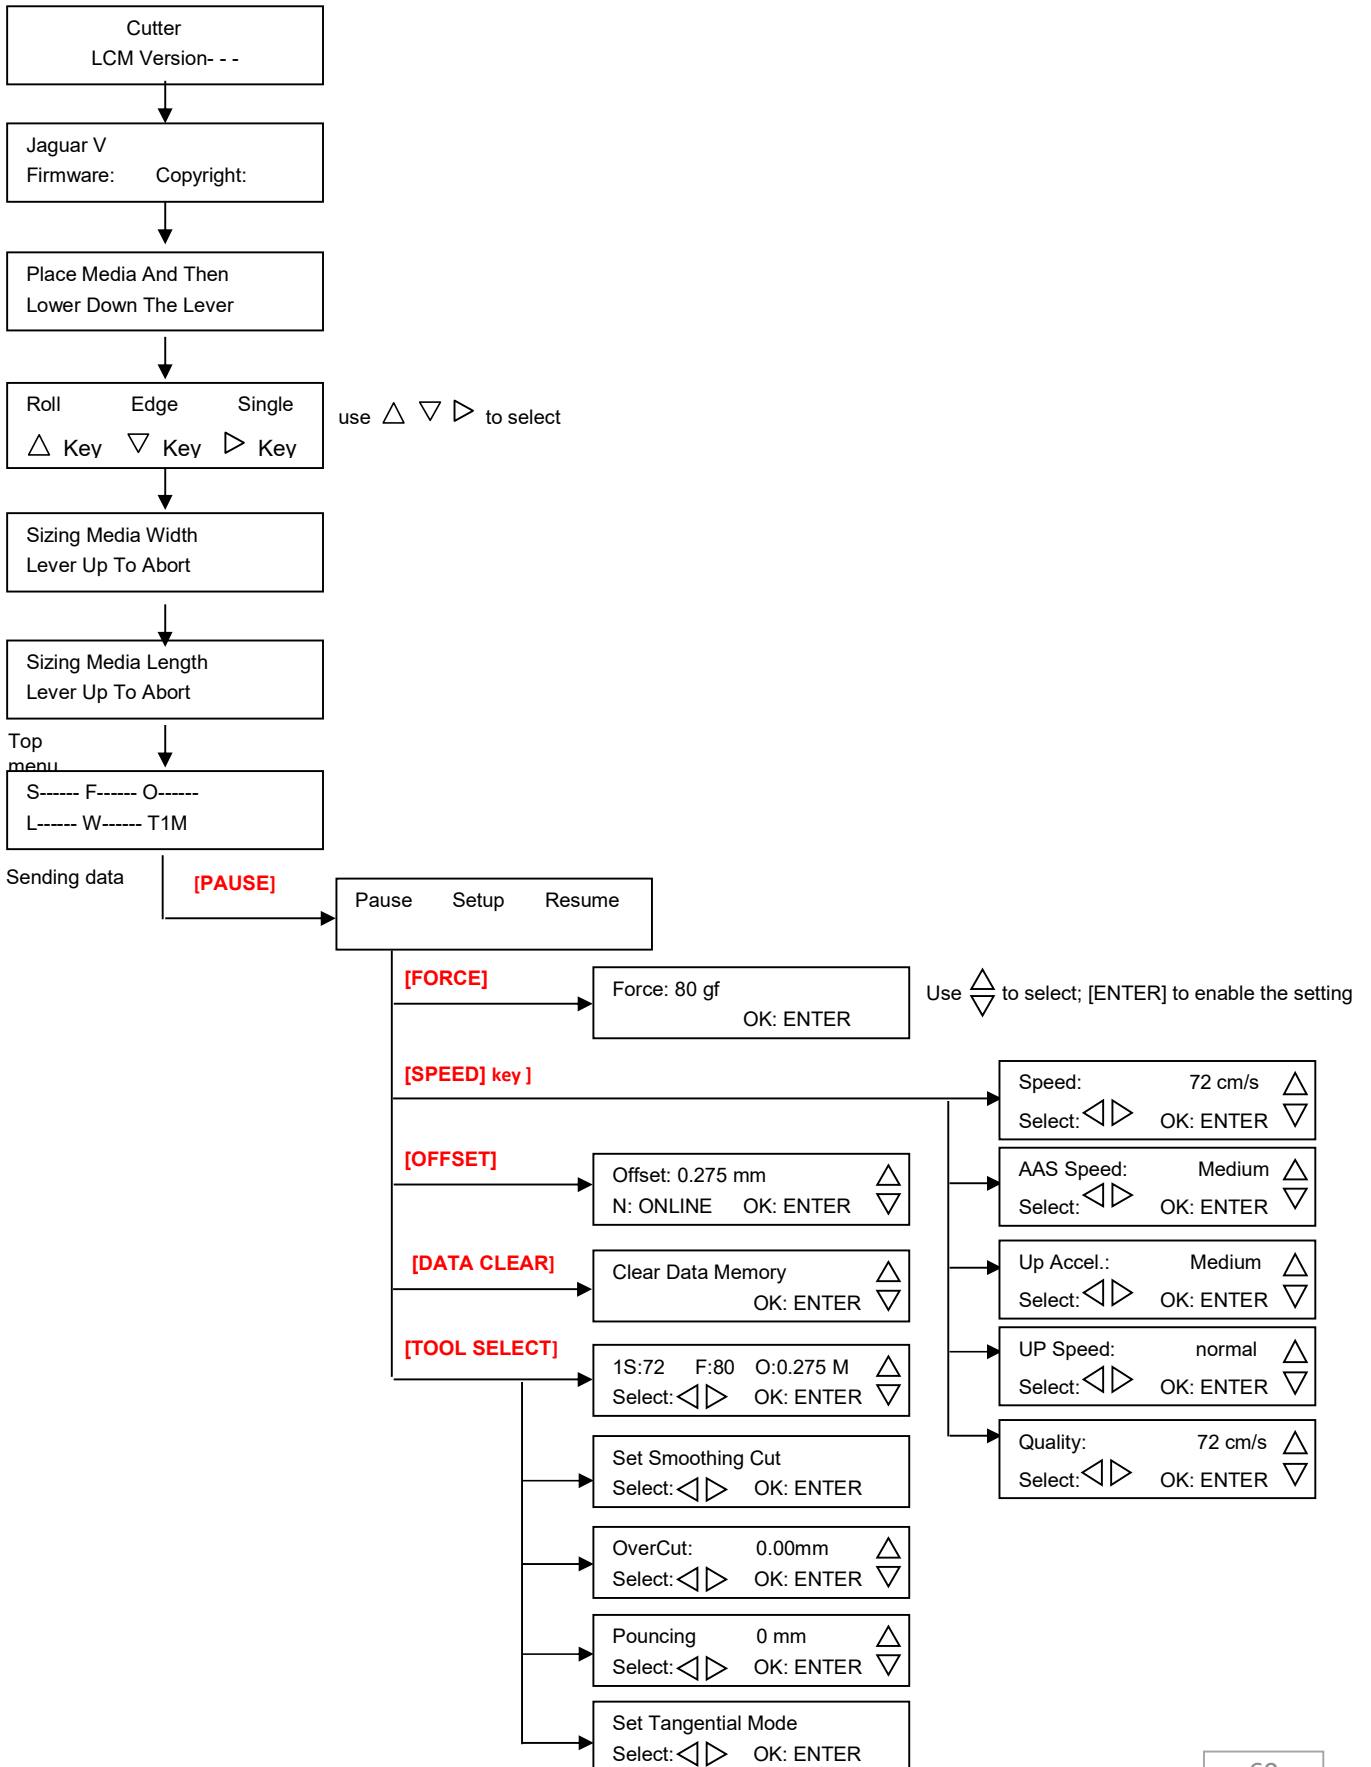 Cutter
LCM Version- - -
Jaguar V
Firmware: Copyright:
Place Media And Then
Lower Down The Lever
Roll Edge Single
Key Key Key
use to select
Sizing Media Width
Lever Up To Abort
Sizing Media Length
Lever Up To Abort
Top
menu
S------ F------ O------
L------ W------ T1M
Sending data
[PAUSE]
Pause Setup Resume
[FORCE]
Force: 80 gf
OK: ENTER
Use to select; [ENTER] to enable the setting
[SPEED] key ]
Speed: 72 cm/s
Select: OK: ENTER
AAS Speed: Medium
Select: OK: ENTER
Up Accel.: Medium
Select: OK: ENTER
UP Speed: normal
Select: OK: ENTER
Quality: 72 cm/s
Select: OK: ENTER
[OFFSET]
Offset: 0.275 mm
N: ONLINE OK: ENTER
[DATA CLEAR]
Clear Data Memory
OK: ENTER
[TOOL SELECT]
1S:72 F:80 O:0.275 M
Select: OK: ENTER
Set Smoothing Cut
Select: OK: ENTER
OverCut: 0.00mm
Select: OK: ENTER
Pouncing 0 mm
Select: OK: ENTER
Set Tangential Mode
Select: OK: ENTER